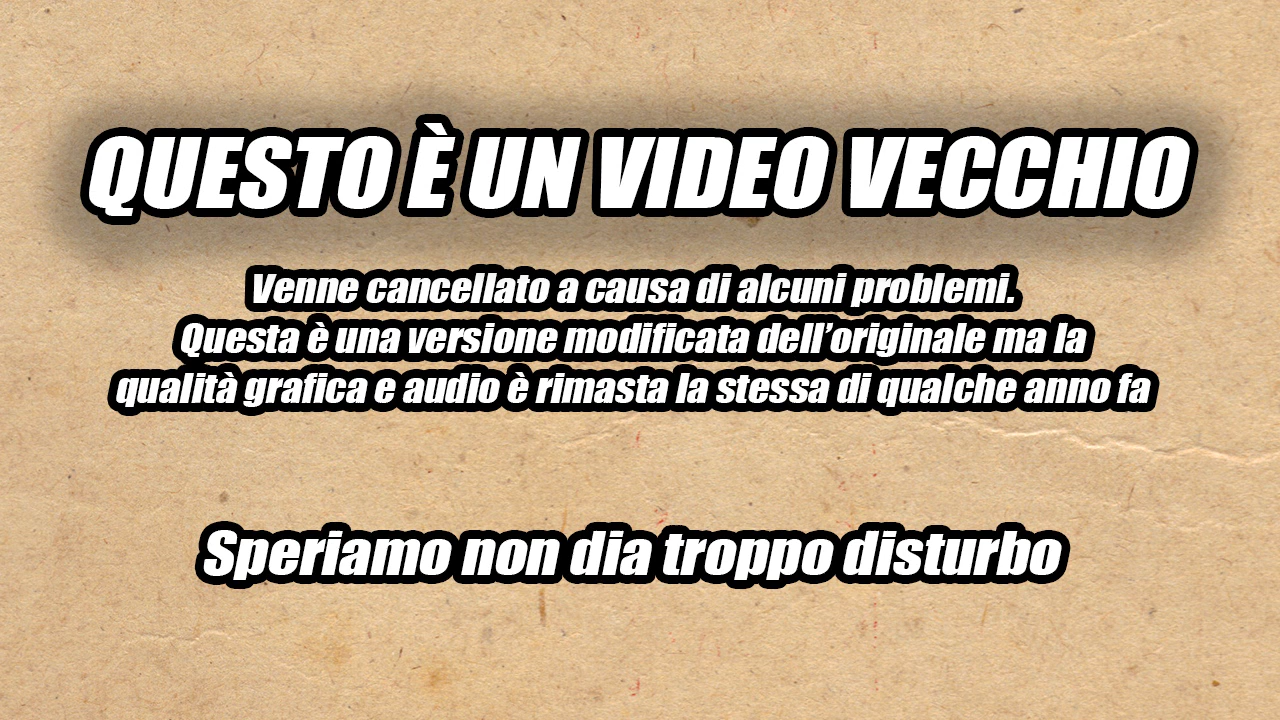 QUESTO È UN VIDEO VECCHIO
Venne cancellato a causa di alcuni problemi.
Questa è una versione modificata dell'originale ma la
qualità grafica e audio è rimasta la stessa di qualche anno fa
Speriamo non dia troppo disturbo